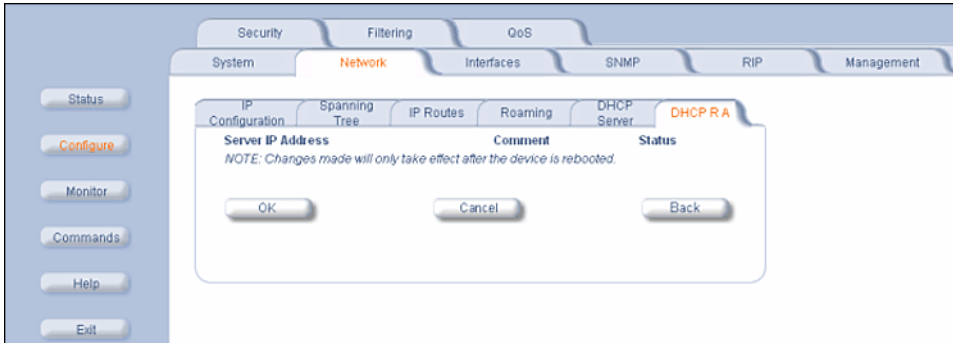 Security Filtering QoS
System Network Interfaces SNMP RIP Management
Status
Configure
Monitor
Commands
Help
Exit
IP Configuration Spanning Tree IP Routes Roaming DHCP Server DHCP R A
Server IP Address Comment Status
NOTE: Changes made will only take effect after the device is rebooted.
OK Cancel Back